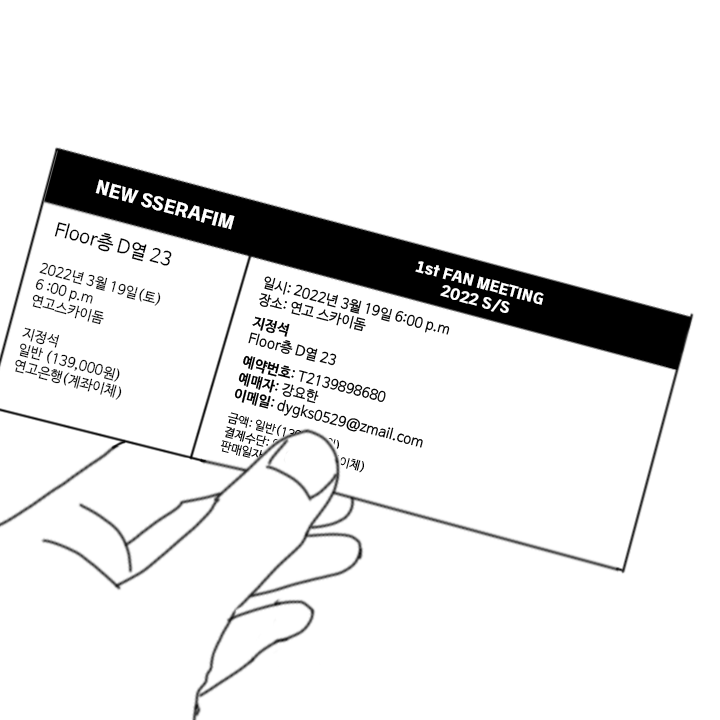 NEW SSERAFIM
1st FAN MEETING
2022 S/S
Floor층 D열 23
2022년 3월 19일(토)
6 :00 p.m
연고스카이돔
지정석
일반 (139,000원)
연고은행(계좌이체)
일시: 2022년 3월 19일 6:00 p.m
장소: 연고 스카이돔
지정석
Floor층 D열 23
예약번호: T2139898680
예매자: 강요한
이메일: dygks0529@zmail.com
금액: 일반(13
결제수단: 이체)
판매일자